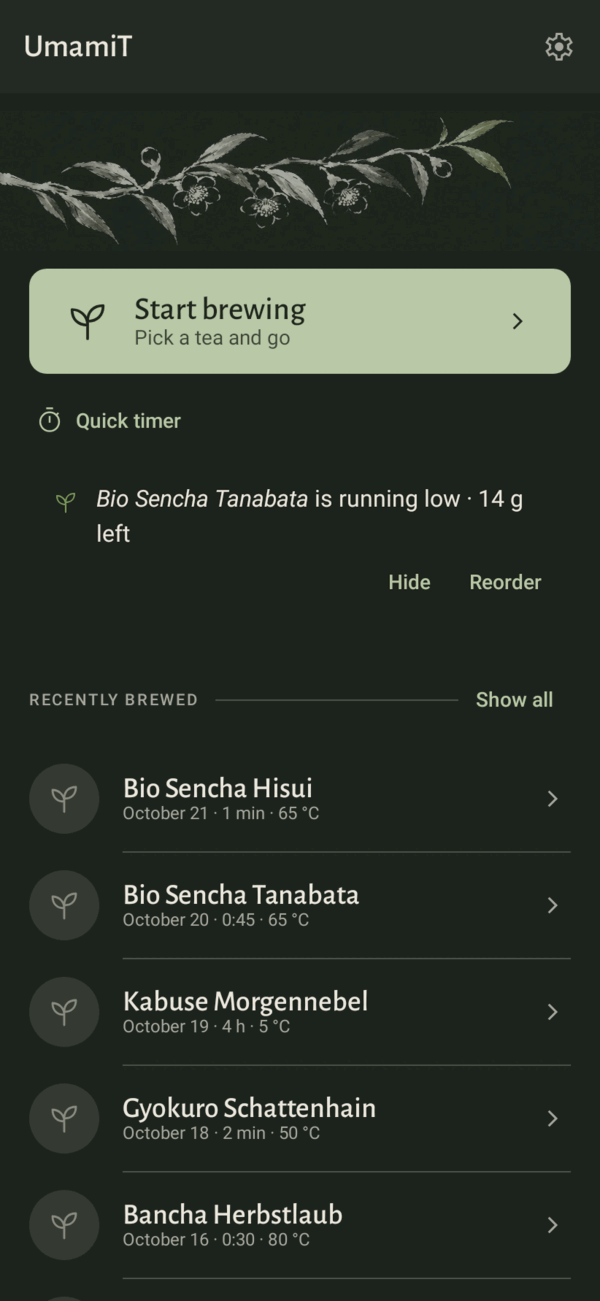 UmamiT
Start brewing
Pick a tea and go
Quick timer
Bio Sencha Tanabata is running low · 14 g
left
Hide Reorder
RECENTLY BREWED Show all
Bio Sencha Hisui
October 21 · 1 min · 65 °C
Bio Sencha Tanabata
October 20 · 0:45 · 65 °C
Kabuse Morgennebel
October 19 · 4 h · 5 °C
Gyokuro Schattenhain
October 18 · 2 min · 50 °C
Bancha Herbstlaub
October 16 · 0:30 · 80 °C